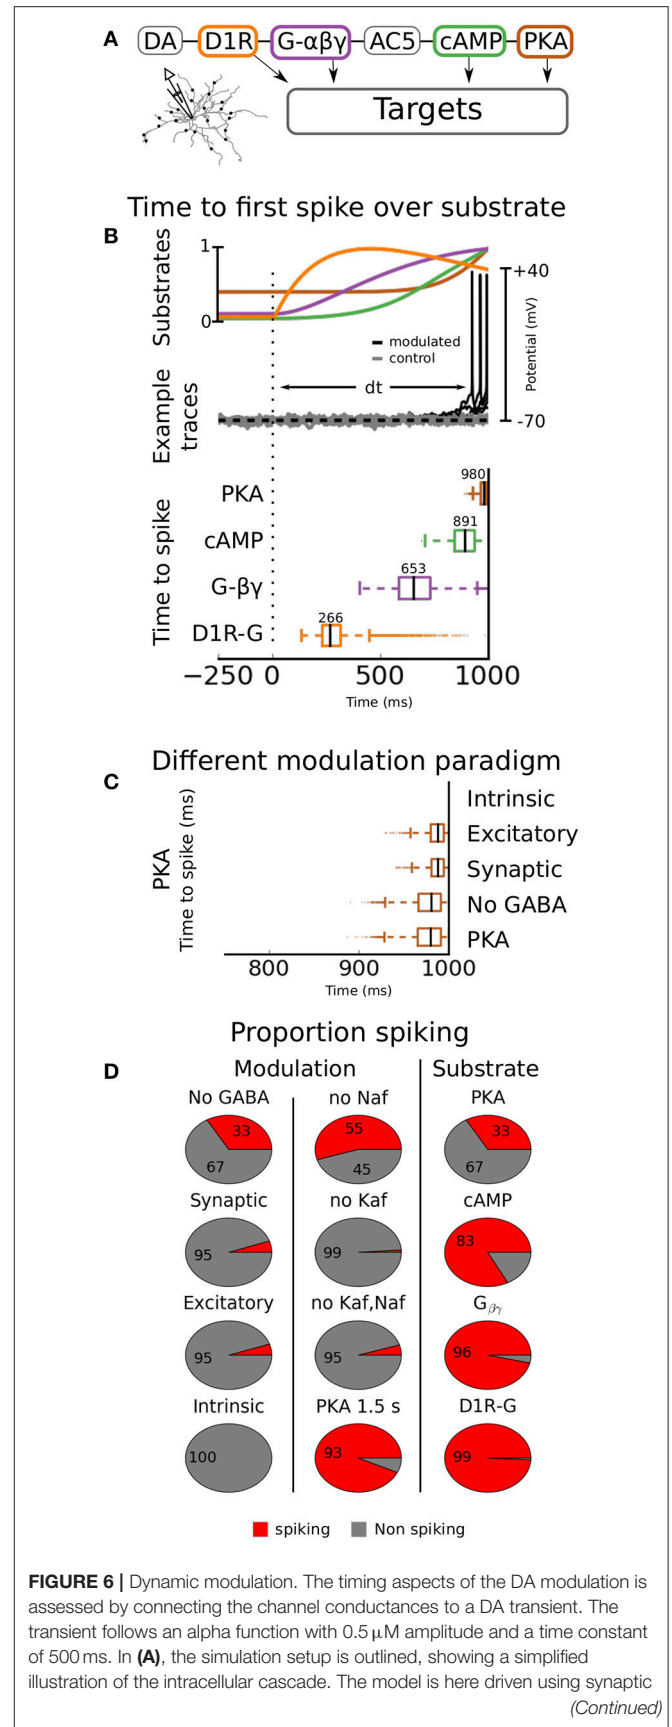 A
DA D1R G-αβγ AC5 cAMP PKA
Targets
Time to first spike over substrate
B
Substrates
1
0
+40
Potential (mV)
-70
modulated
control
dt
Example
traces
Time to spike
PKA
980
cAMP
891
G-βγ
653
D1R-G
266
−250 0 500 1000
Time (ms)
Different modulation paradigm
C
PKA
Time to spike (ms)
Intrinsic
Excitatory
Synaptic
No GABA
PKA
800 900 1000
Time (ms)
Proportion spiking
D
Modulation Substrate
No GABA no Naf PKA
33 55 33
67 45 67
Synaptic no Kaf cAMP
95 99 83
Excitatory no Kaf,Naf Gβγ
95 95 96
Intrinsic PKA 1.5 s D1R-G
100 93 99
spiking Non spiking
FIGURE 6 | Dynamic modulation. The timing aspects of the DA modulation is
assessed by connecting the channel conductances to a DA transient. The
transient follows an alpha function with 0.5 μM amplitude and a time constant
of 500 ms. In (A), the simulation setup is outlined, showing a simplified
illustration of the intracellular cascade. The model is here driven using synaptic
(Continued)